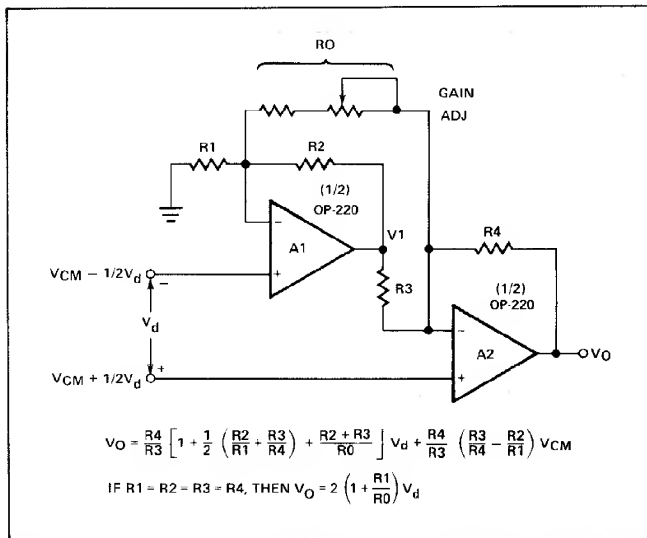 RO
GAIN
ADJ
R1
R2
(1/2)
OP-220
V1
A1
−
+
R3
R4
(1/2)
OP-220
VCM − 1/2Vd
−
Vd
+
VCM + 1/2Vd
−
+
A2
VO
VO = R4/R3 [1 + 1/2 (R2/R1 + R3/R4) + R2 + R3/R0] Vd + R4/R3 (R3/R4 − R2/R1) VCM
IF R1 = R2 = R3 = R4, THEN VO = 2 (1 + R1/R0) Vd